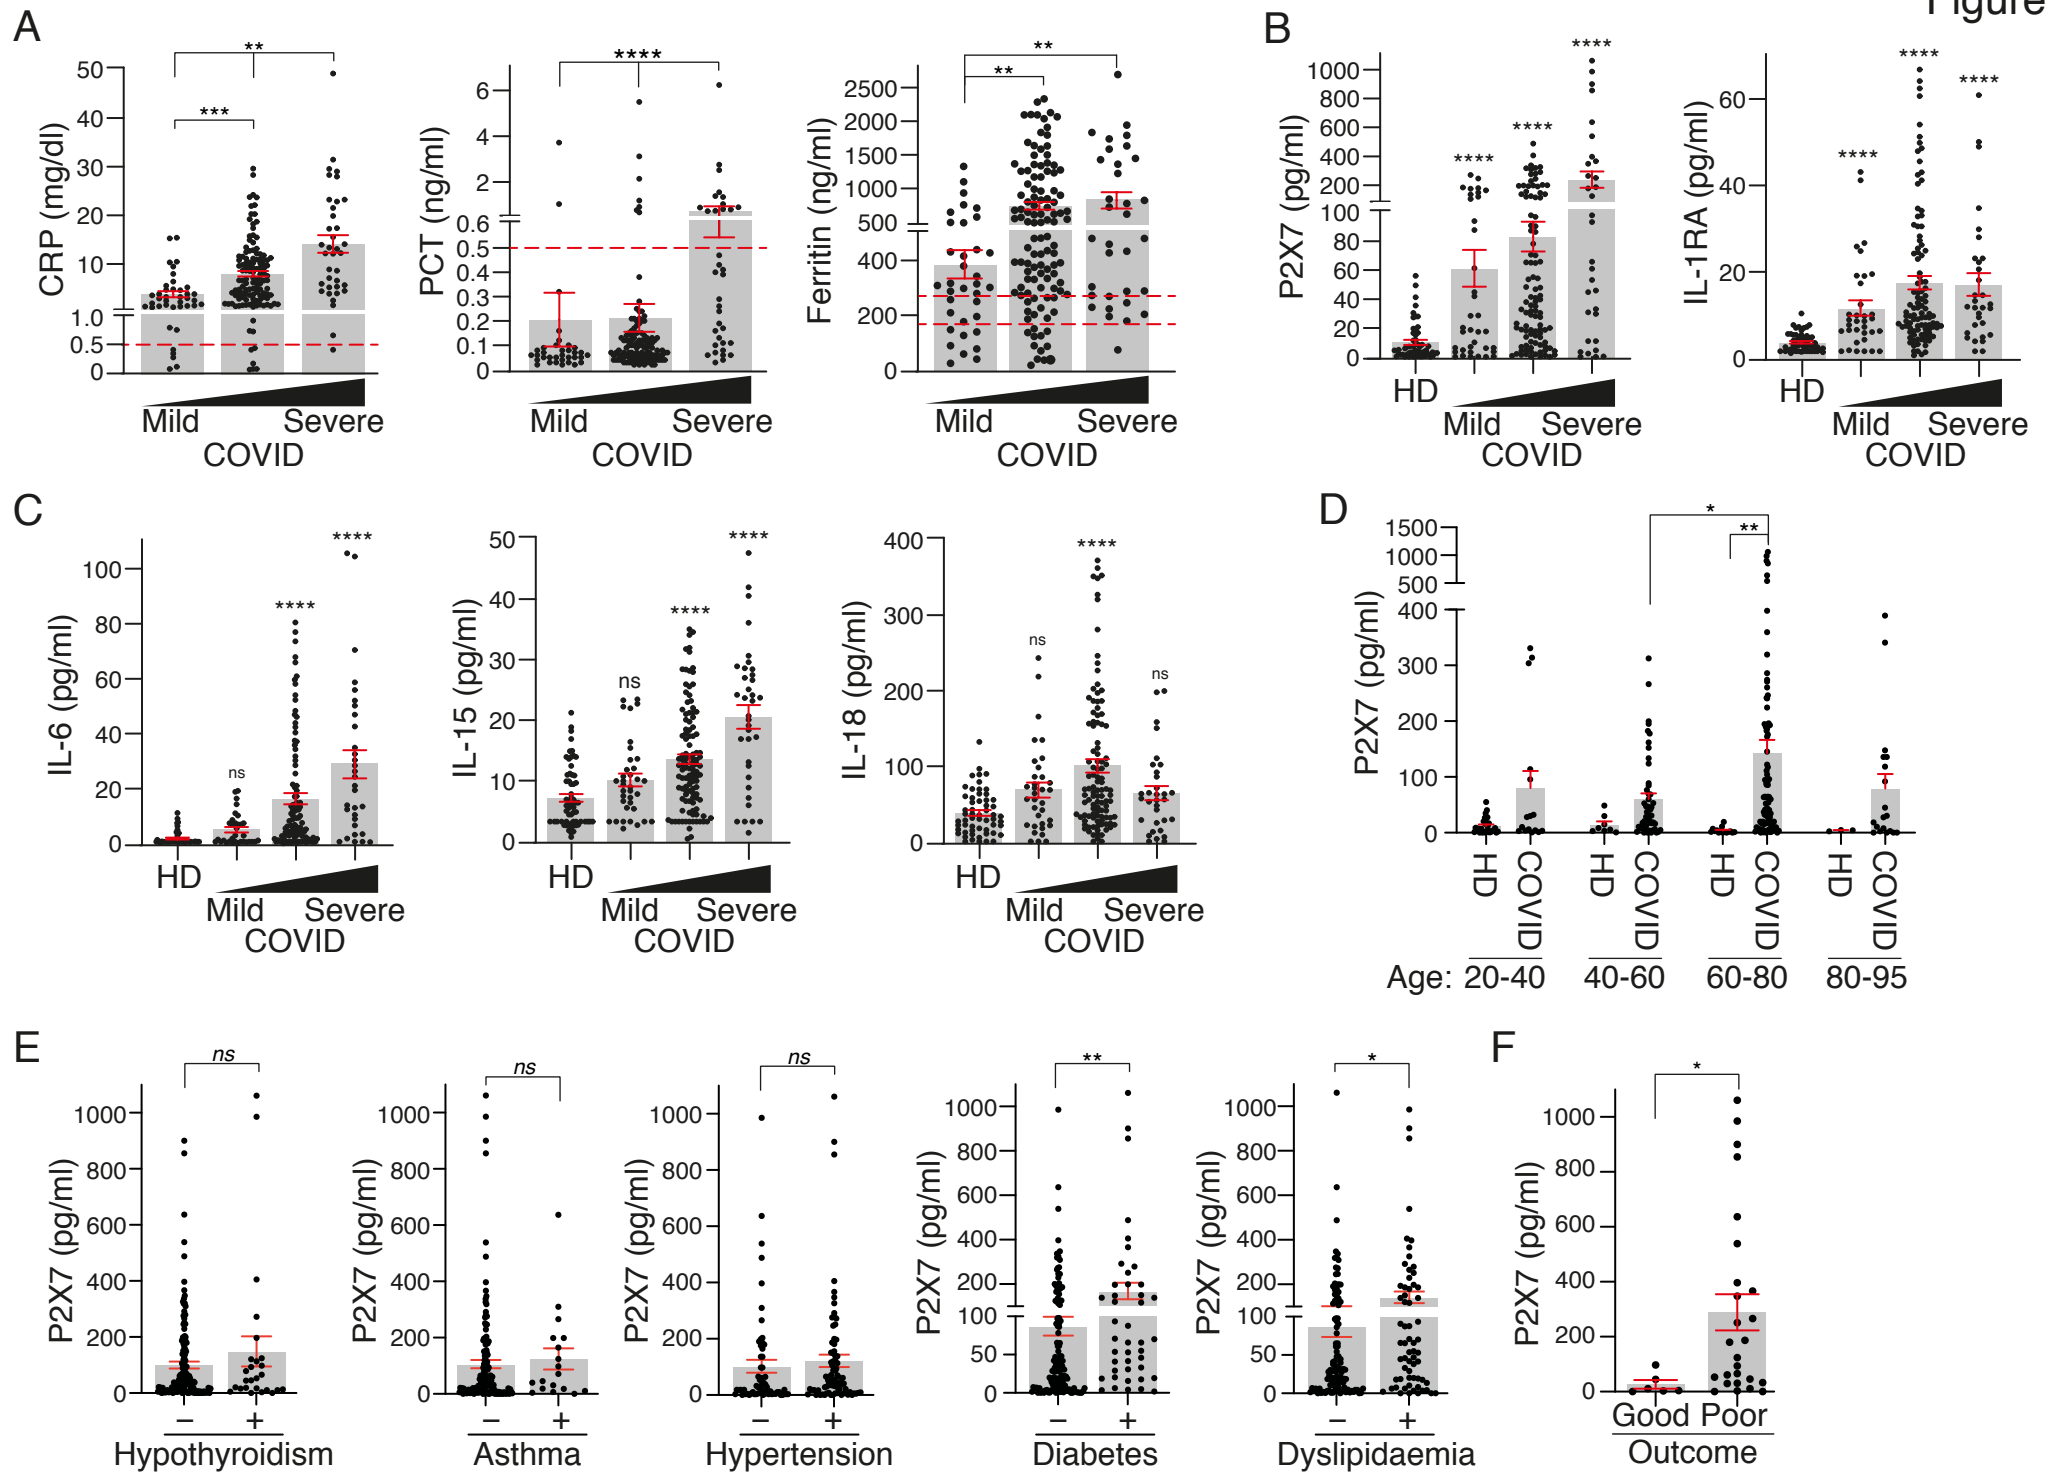 Figure
A
**
***
CRP (mg/dl)
50
40
30
20
10
1.0
0.5
0
Mild Severe
COVID
****
PCT (ng/ml)
6
4
2
0.6
0.5
0.4
0.3
0.2
0.1
0
Mild Severe
COVID
**
**
Ferritin (ng/ml)
2500
2000
1500
1000
500
400
200
0
Mild Severe
COVID
B
**** **** ****
P2X7 (pg/ml)
1000
800
600
400
200
100
80
60
40
20
0
HD
Mild Severe
COVID
**** **** ****
IL-1RA (pg/ml)
60
40
20
0
HD
Mild Severe
COVID
C
ns **** ****
IL-6 (pg/ml)
100
80
60
40
20
0
HD
Mild Severe
COVID
ns **** ****
IL-15 (pg/ml)
50
40
30
20
10
0
HD
Mild Severe
COVID
ns **** ns
IL-18 (pg/ml)
400
300
200
100
0
HD
Mild Severe
COVID
D
*
**
P2X7 (pg/ml)
1500
1000
500
400
300
200
100
0
HD COVID HD COVID HD COVID HD COVID
Age: 20-40 40-60 60-80 80-95
E
ns
P2X7 (pg/ml)
1000
800
600
400
200
0
− +
Hypothyroidism
ns
P2X7 (pg/ml)
1000
800
600
400
200
0
− +
Asthma
ns
P2X7 (pg/ml)
1000
800
600
400
200
0
− +
Hypertension
**
P2X7 (pg/ml)
1000
800
600
400
200
100
50
0
− +
Diabetes
*
P2X7 (pg/ml)
1000
800
600
400
200
100
50
0
− +
Dyslipidaemia
F
*
P2X7 (pg/ml)
1000
800
600
400
200
0
Good Poor
Outcome